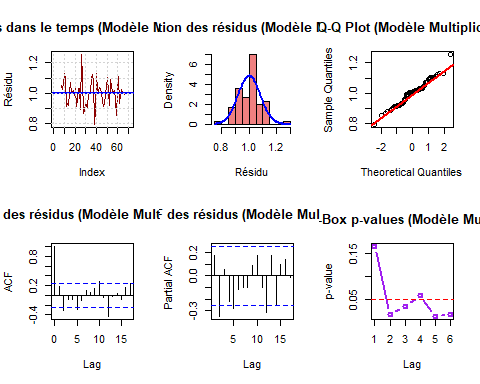 s dans le temps (Modèle M
tion des résidus (Modèle M
Q-Q Plot (Modèle Multiplic
Résidu
0.8 1.0 1.2
0 20 40 60
Index
Density
0 2 4 6
0.8 1.0 1.2
Résidu
Sample Quantiles
0.8 1.0 1.2
-2 0 1 2
Theoretical Quantiles
des résidus (Modèle Mult
des résidus (Modèle Mul
-Box p-values (Modèle Mu
ACF
-0.4 0.2 0.8
0 5 10 15
Lag
Partial ACF
-0.3 0.0 0.2
5 10 15
Lag
p-value
0.05 0.15
1 2 3 4 5 6
Lag